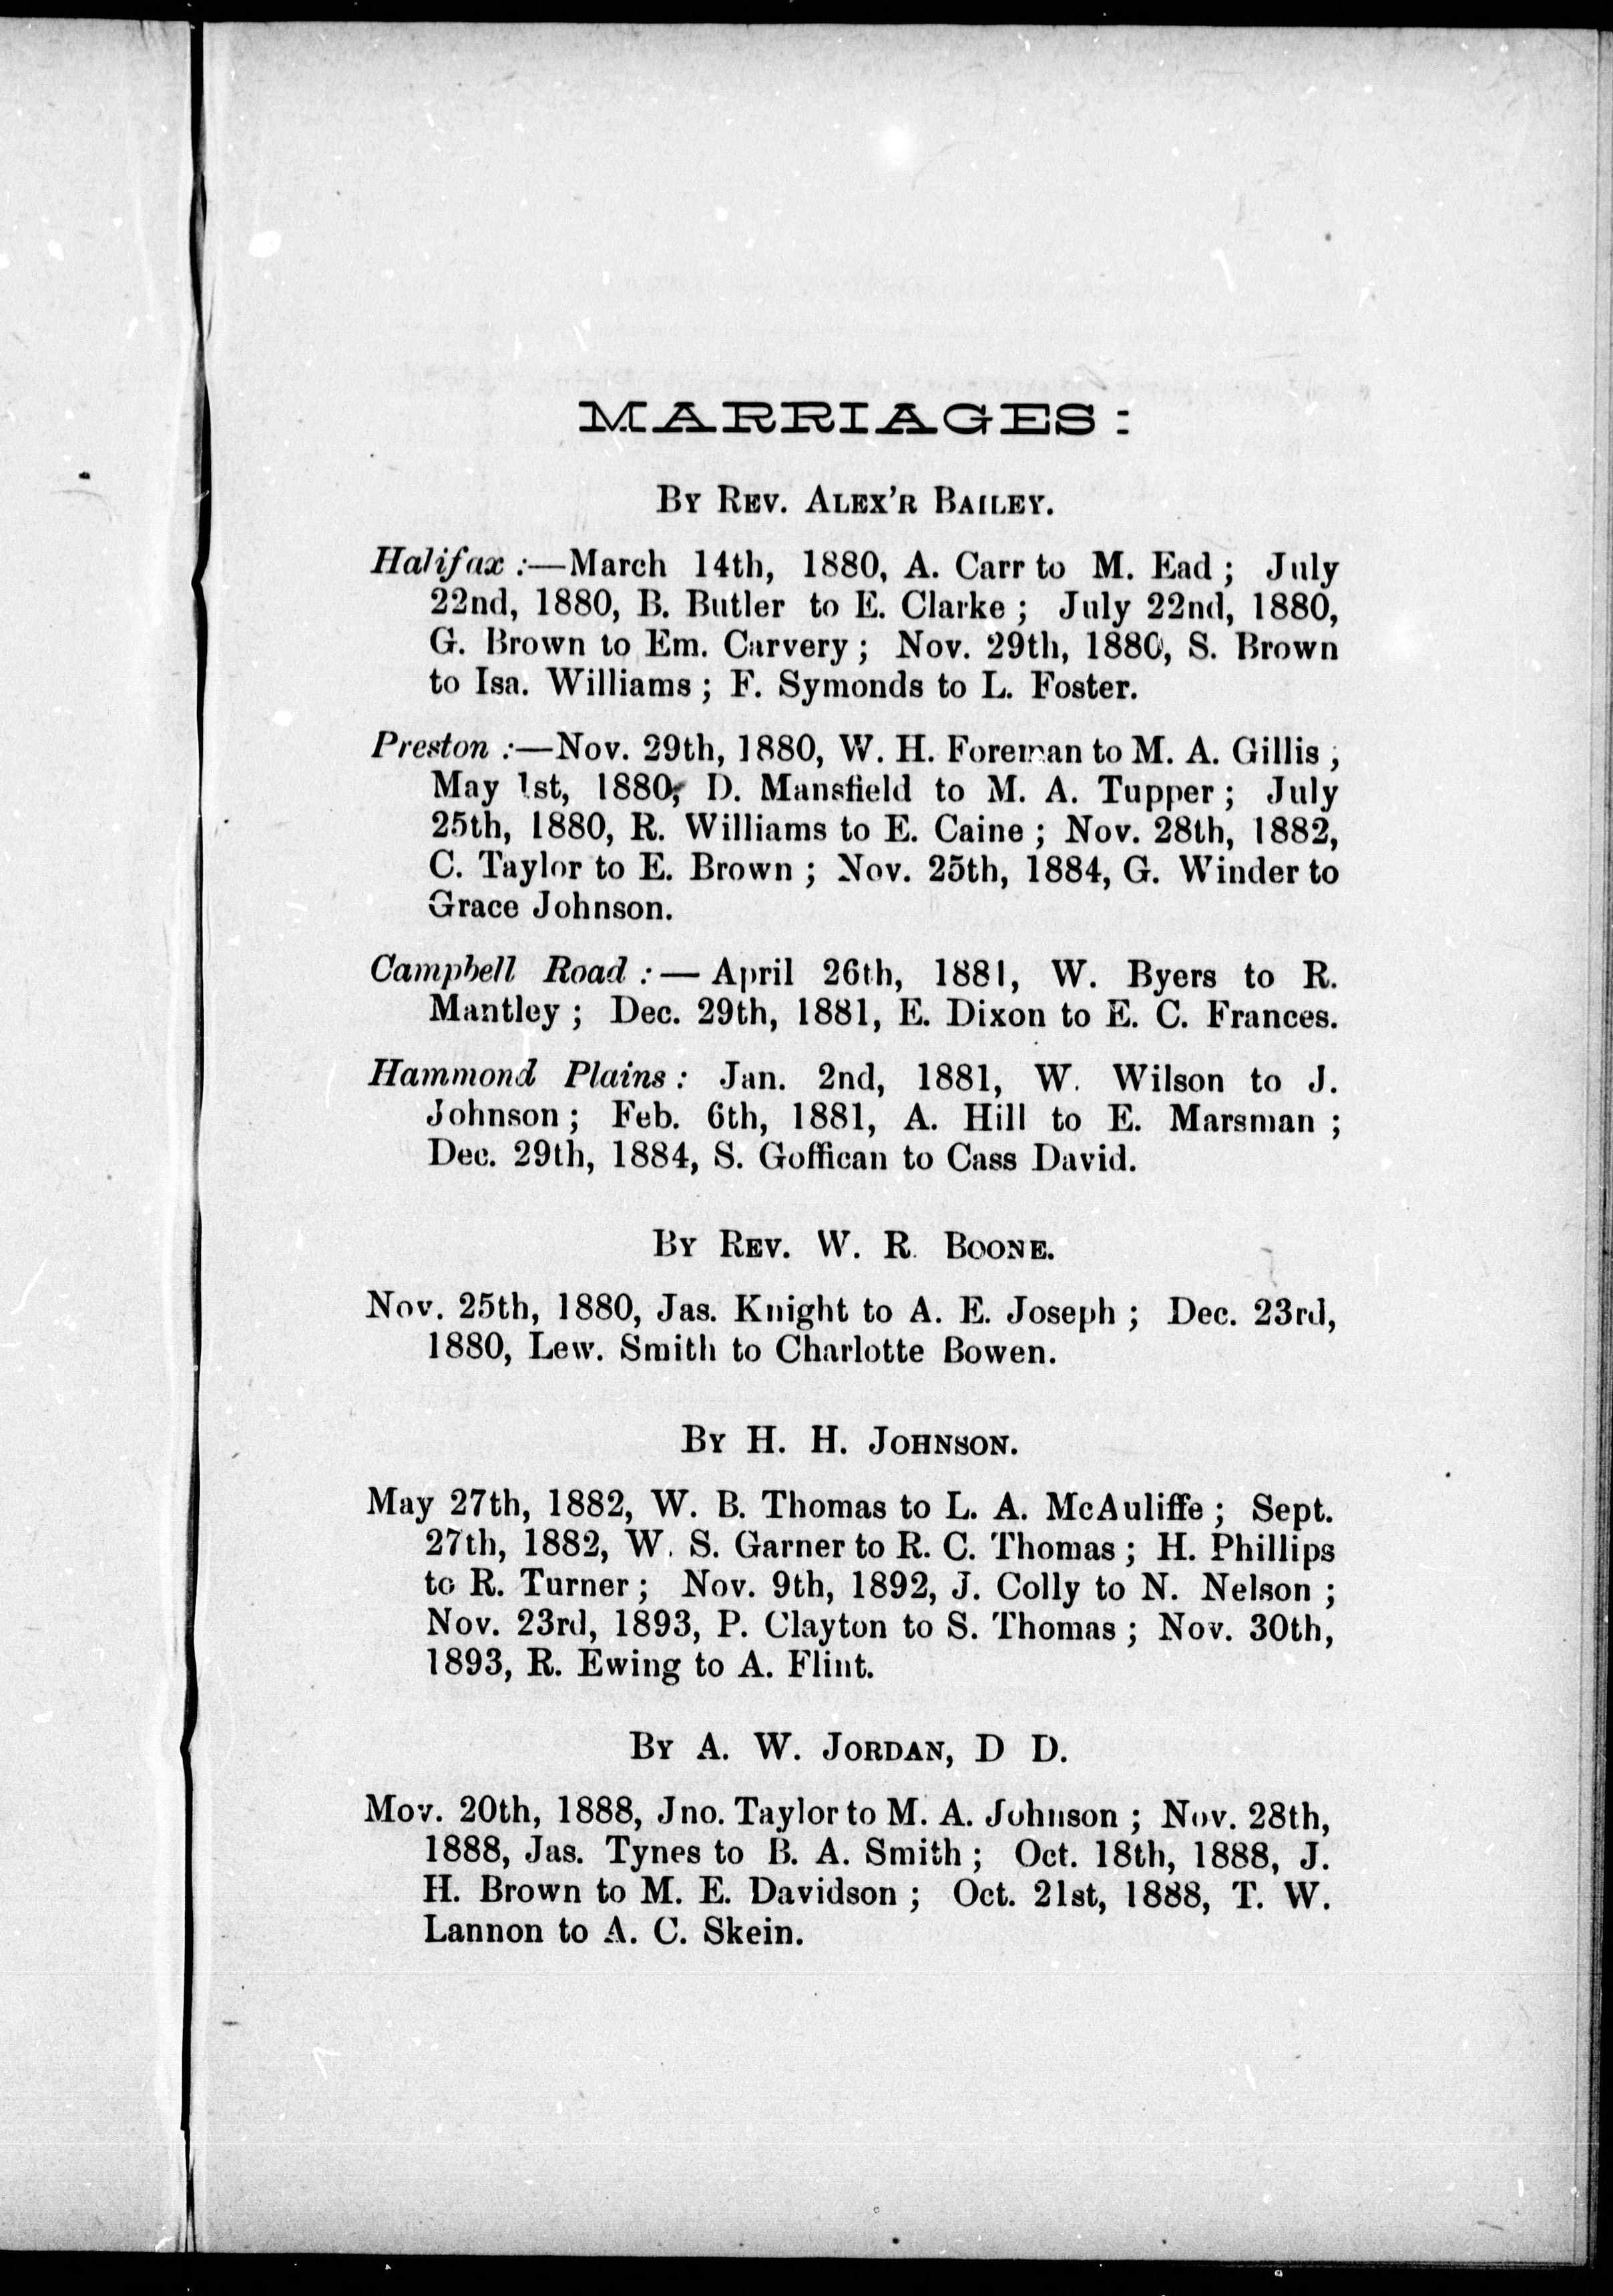 MARRIAGES:
BY REV. ALEX'R BAILEY.
Halifax :—March 14th, 1880, A. Carr to M. Ead ; July
22nd, 1880, B. Butler to E. Clarke ; July 22nd, 1880,
G. Brown to Em. Carvery ; Nov. 29th, 1880, S. Brown
to Isa. Williams ; F. Symonds to L. Foster.
Preston :—Nov. 29th, 1880, W. H. Foreman to M. A. Gillis ;
May 1st, 1880, D. Mansfield to M. A. Tupper ; July
25th, 1880, R. Williams to E. Caine ; Nov. 28th, 1882,
C. Taylor to E. Brown ; Nov. 25th, 1884, G. Winder to
Grace Johnson.
Campbell Road :— April 26th, 1881, W. Byers to R.
Mantley ; Dec. 29th, 1881, E. Dixon to E. C. Frances.
Hammond Plains : Jan. 2nd, 1881, W. Wilson to J.
Johnson ; Feb. 6th, 1881, A. Hill to E. Marsman ;
Dec. 29th, 1884, S. Goffican to Cass David.
BY REV. W. R. BOONE.
Nov. 25th, 1880, Jas. Knight to A. E. Joseph ; Dec. 23rd,
1880, Lew. Smith to Charlotte Bowen.
BY H. H. JOHNSON.
May 27th, 1882, W. B. Thomas to L. A. McAuliffe ; Sept.
27th, 1882, W. S. Garner to R. C. Thomas ; H. Phillips
to R. Turner ; Nov. 9th, 1892, J. Colly to N. Nelson ;
Nov. 23rd, 1893, P. Clayton to S. Thomas ; Nov. 30th,
1893, R. Ewing to A. Flint.
BY A. W. JORDAN, D D.
Mov. 20th, 1888, Jno. Taylor to M. A. Johnson ; Nov. 28th,
1888, Jas. Tynes to B. A. Smith ; Oct. 18th, 1888, J.
H. Brown to M. E. Davidson ; Oct. 21st, 1888, T. W.
Lannon to A. C. Skein.